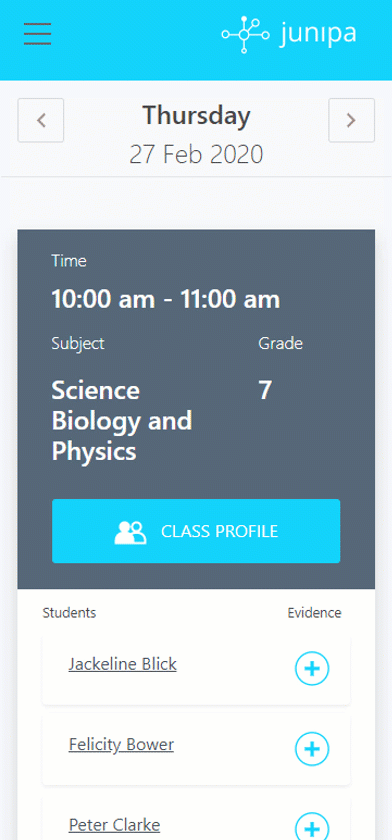 junıpa
Thursday
27 Feb 2020
Time
10:00 am - 11:00 am
Subject Grade
Science 7
Biology and
Physics
CLASS PROFILE
Students Evidence
Jackeline Blick
Felicity Bower
Peter Clarke